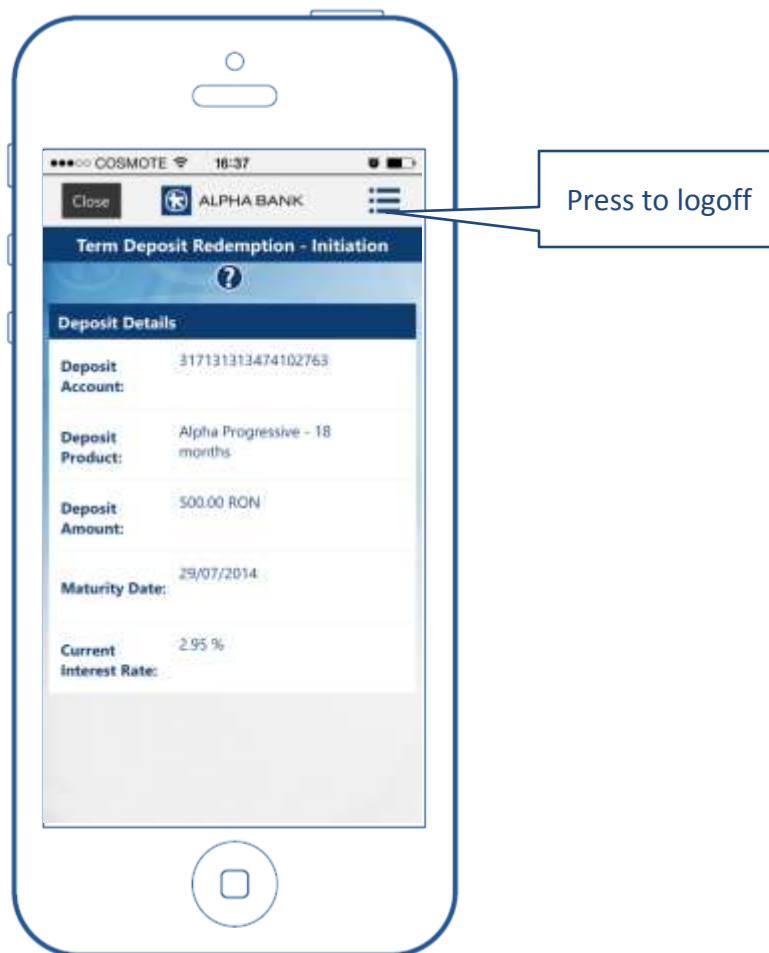 COSMOTE 16:37
Close ALPHA BANK
Press to logoff
Term Deposit Redemption - Initiation
?
Deposit Details
Deposit Account: 317131313474102763
Deposit Product: Alpha Progressive - 18 months
Deposit Amount: 500.00 RON
Maturity Date: 29/07/2014
Current Interest Rate: 2.95 %